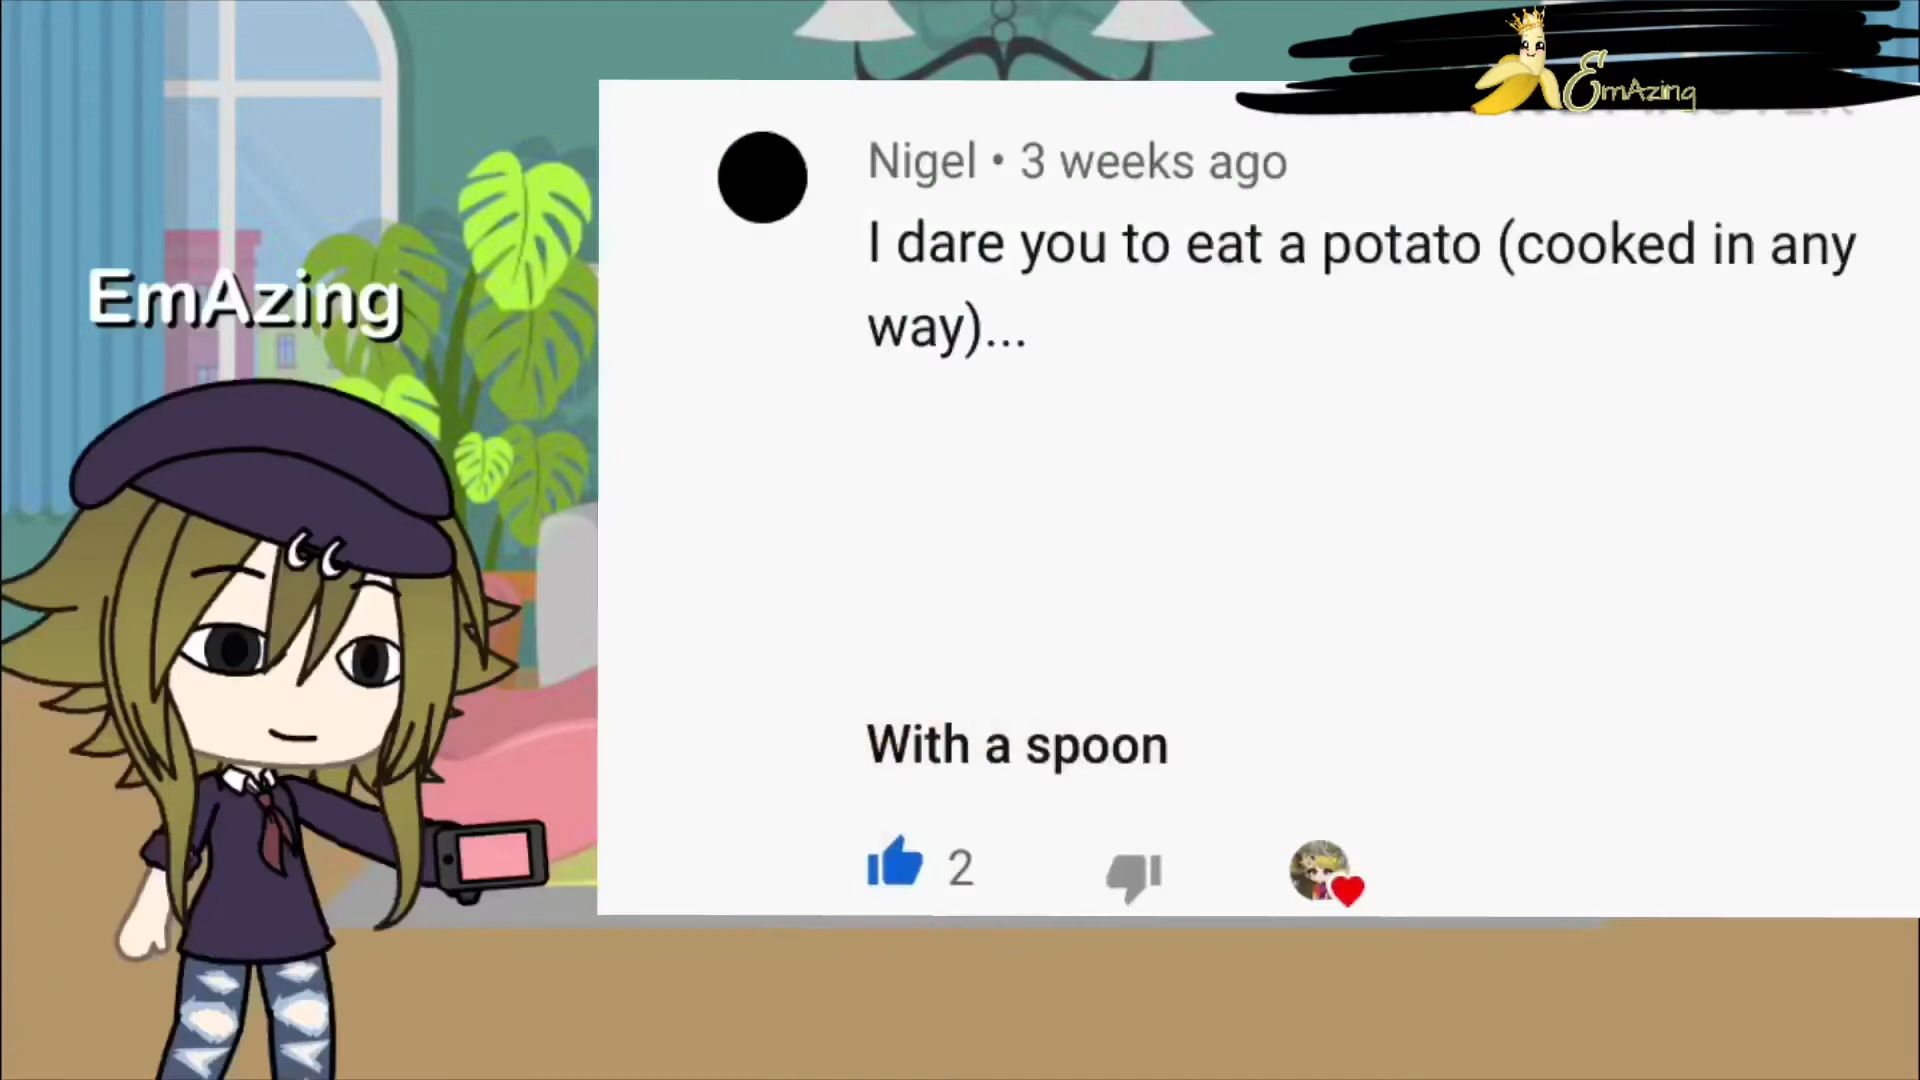 EmAzing
Nigel • 3 weeks ago
I dare you to eat a potato (cooked in any
way)...
With a spoon
2
EmAzing